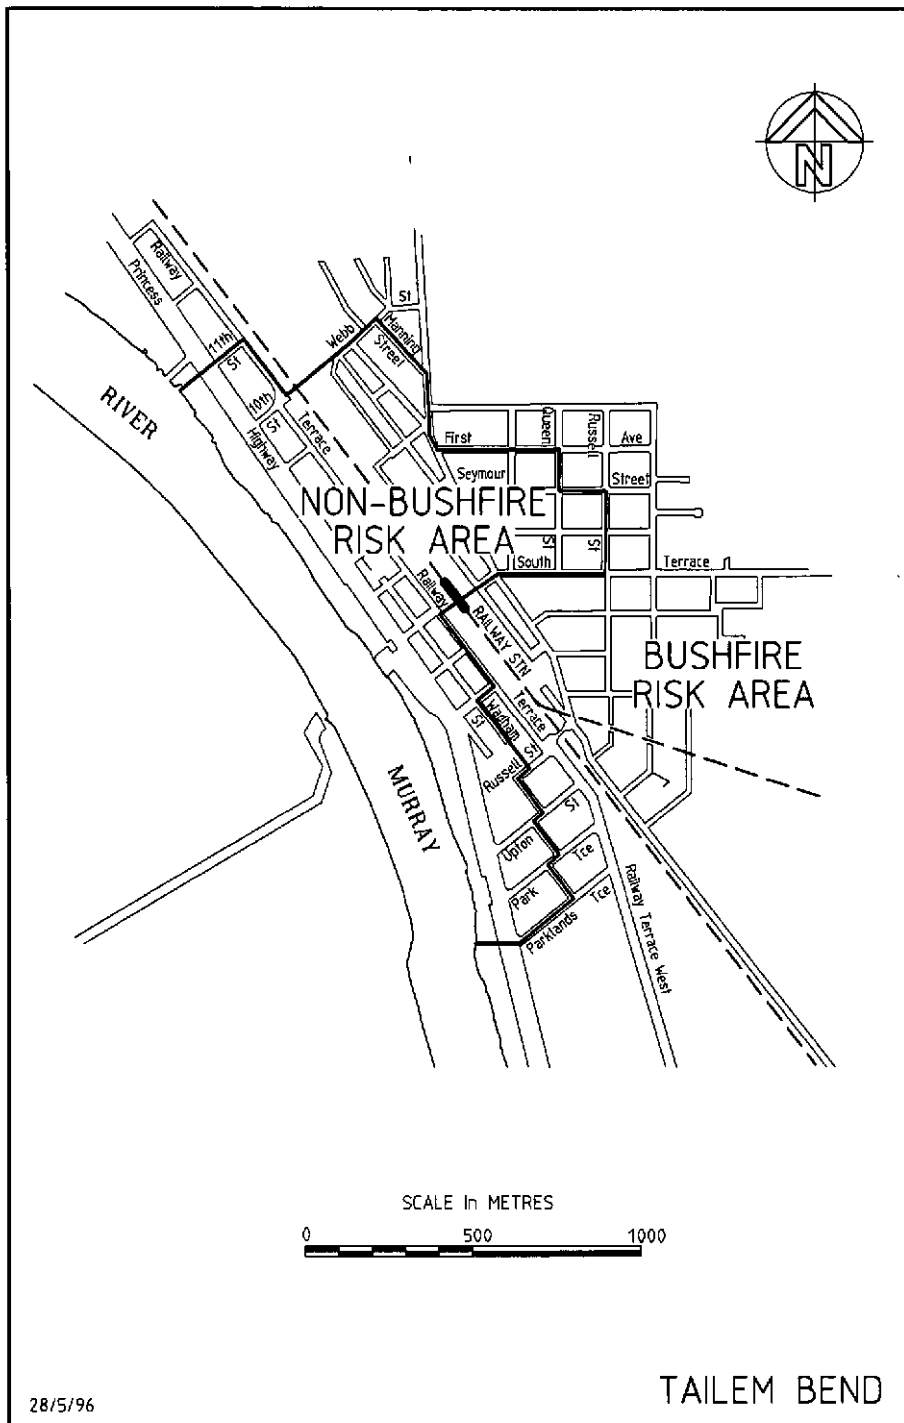 N
Railway
Princess
St
Manning
Webb
Street
11th
St
10th
St
Highway
Terrace
RIVER
First
Queen
Russell
Ave
Seymour
Street
NON-BUSHFIRE
RISK AREA
St
St
South
Terrace
Railway
RAILWAY STN
BUSHFIRE
RISK AREA
Terrace
Wadham
St
St
Russell
MURRAY
St
Upton
Tce
Park
Tce
Parklands
Railway Terrace West
SCALE In METRES
0 500 1000
28/5/96
TAILEM BEND